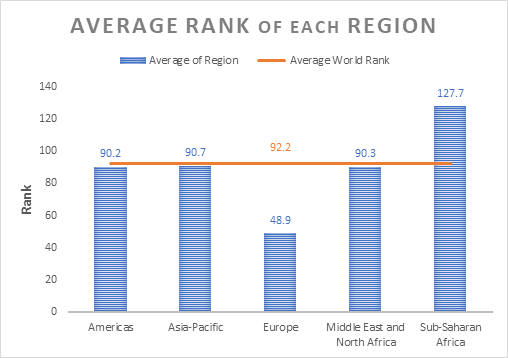 AVERAGE RANK OF EACH REGION
Average of Region
Average World Rank
140
120
100
80
60
40
20
0
Rank
90.2
90.7
92.2
48.9
90.3
127.7
Americas
Asia-Pacific
Europe
Middle East and
North Africa
Sub-Saharan
Africa